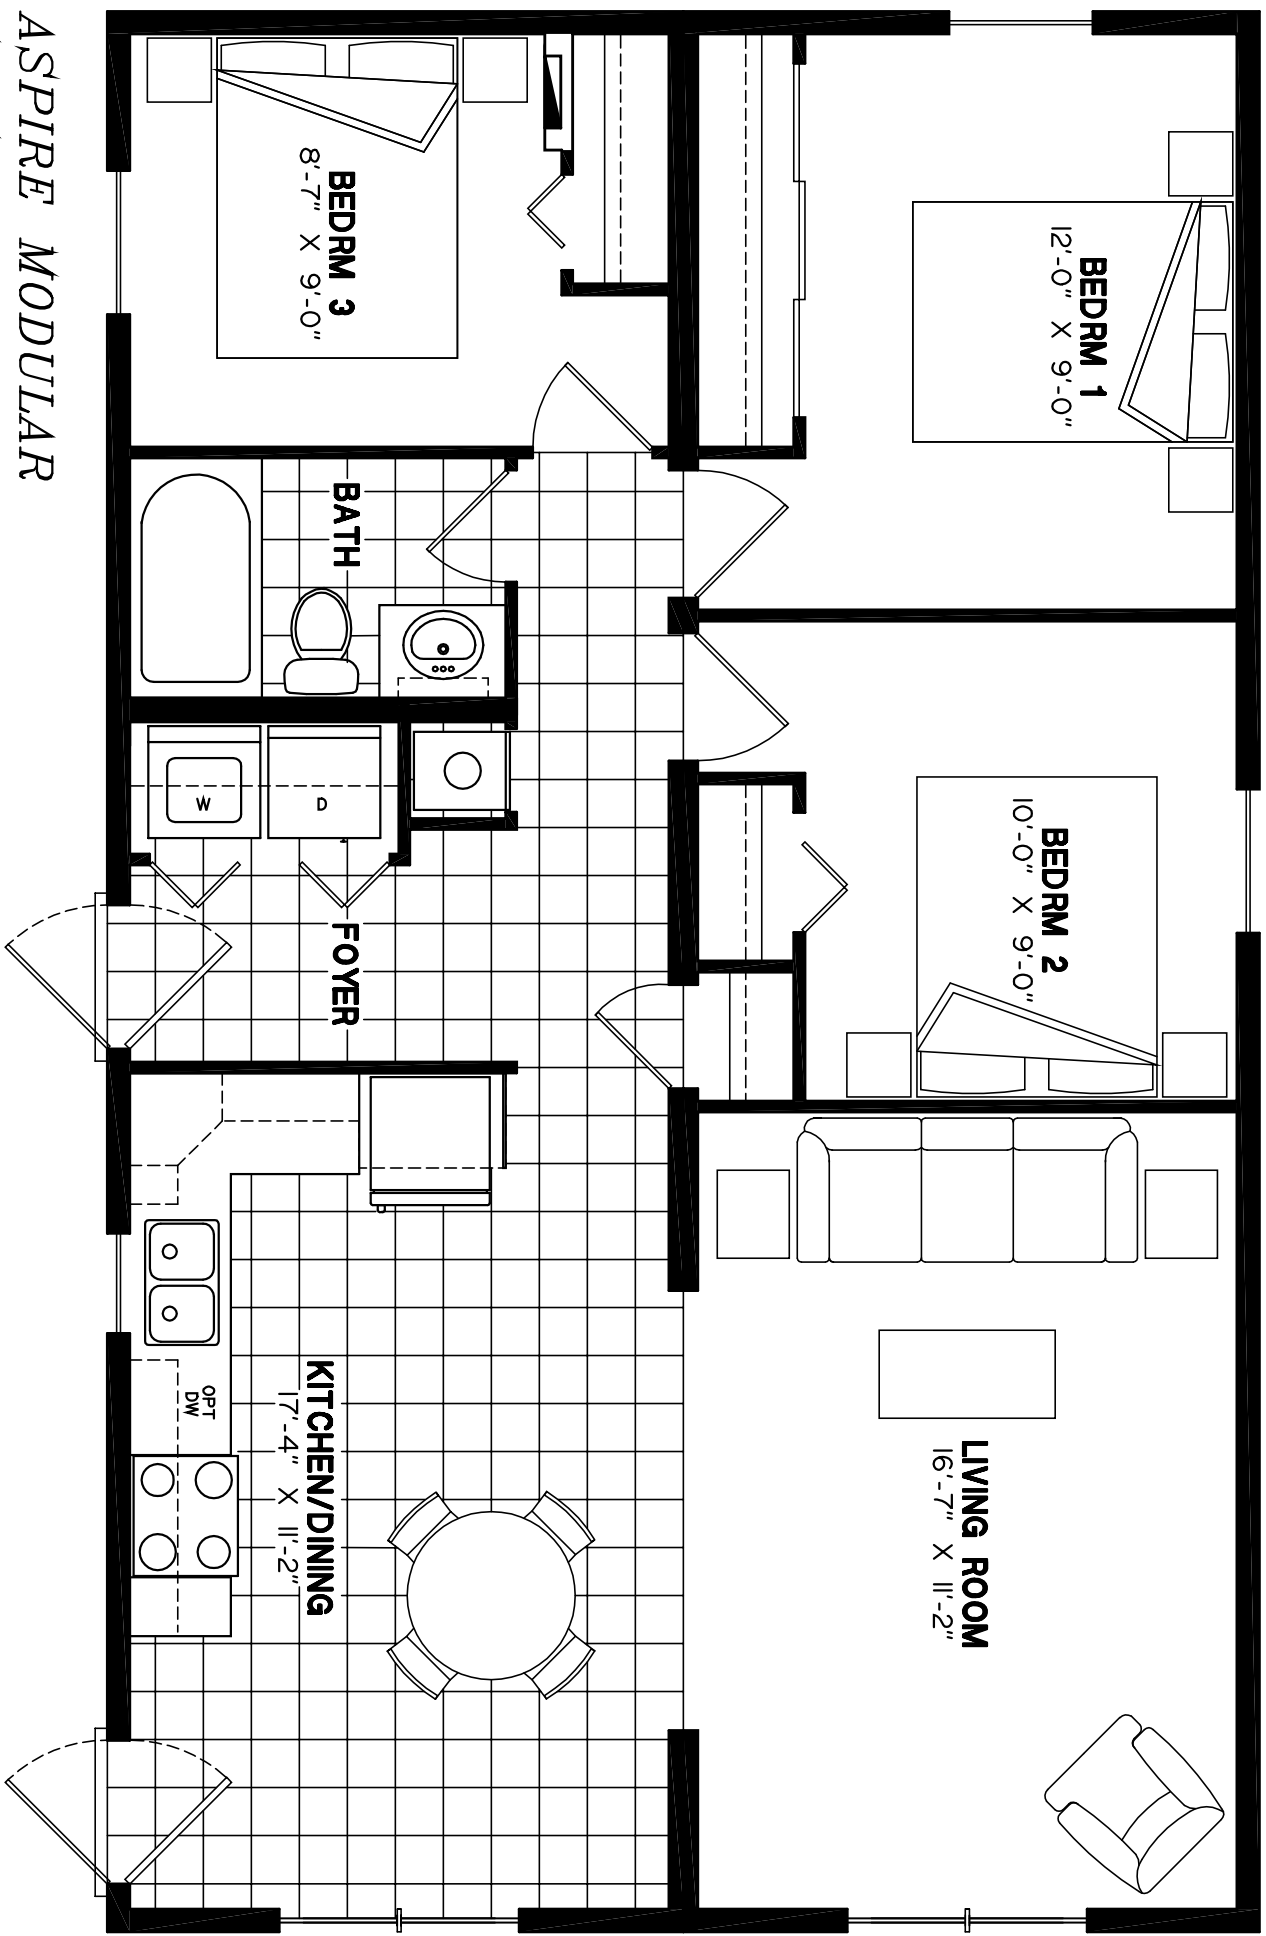 BEDRM 1
12'-0" X 9'-0"
BEDRM 2
10'-0" X 9'-0"
LIVING ROOM
16'-7" X 11'-2"
BEDRM 3
8'-7" X 9'-0"
BATH
D
W
FOYER
KITCHEN/DINING
17'-4" X 11'-2"
OPT
DW
ASPIRE MODULAR